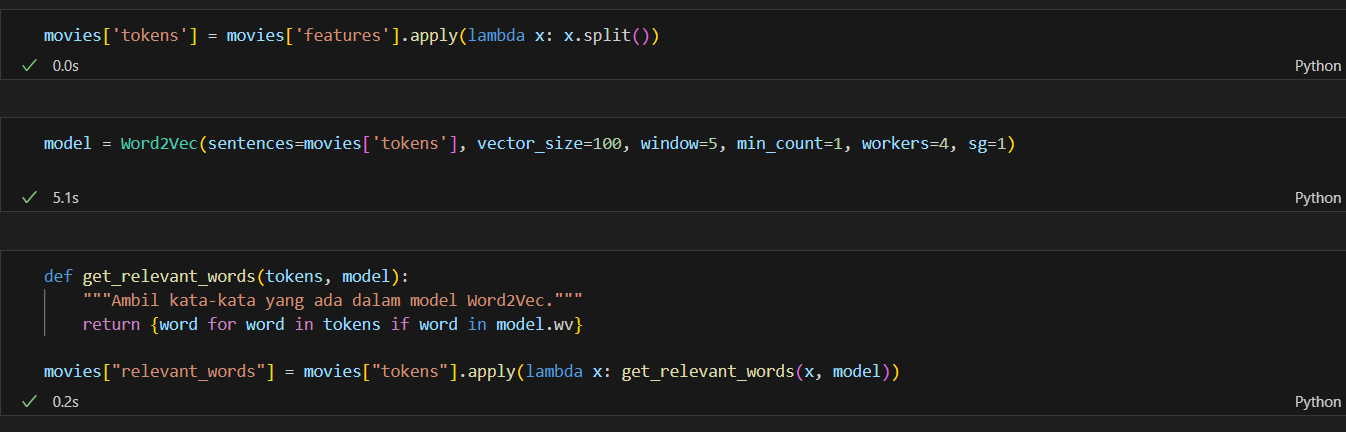 movies['tokens'] = movies['features'].apply(lambda x: x.split())
0.0s
Python
model = Word2Vec(sentences=movies['tokens'], vector_size=100, window=5, min_count=1, workers=4, sg=1)
5.1s
Python
def get_relevant_words(tokens, model):
    """Ambil kata-kata yang ada dalam model Word2Vec."""
    return {word for word in tokens if word in model.wv}
movies["relevant_words"] = movies["tokens"].apply(lambda x: get_relevant_words(x, model))
0.2s
Python